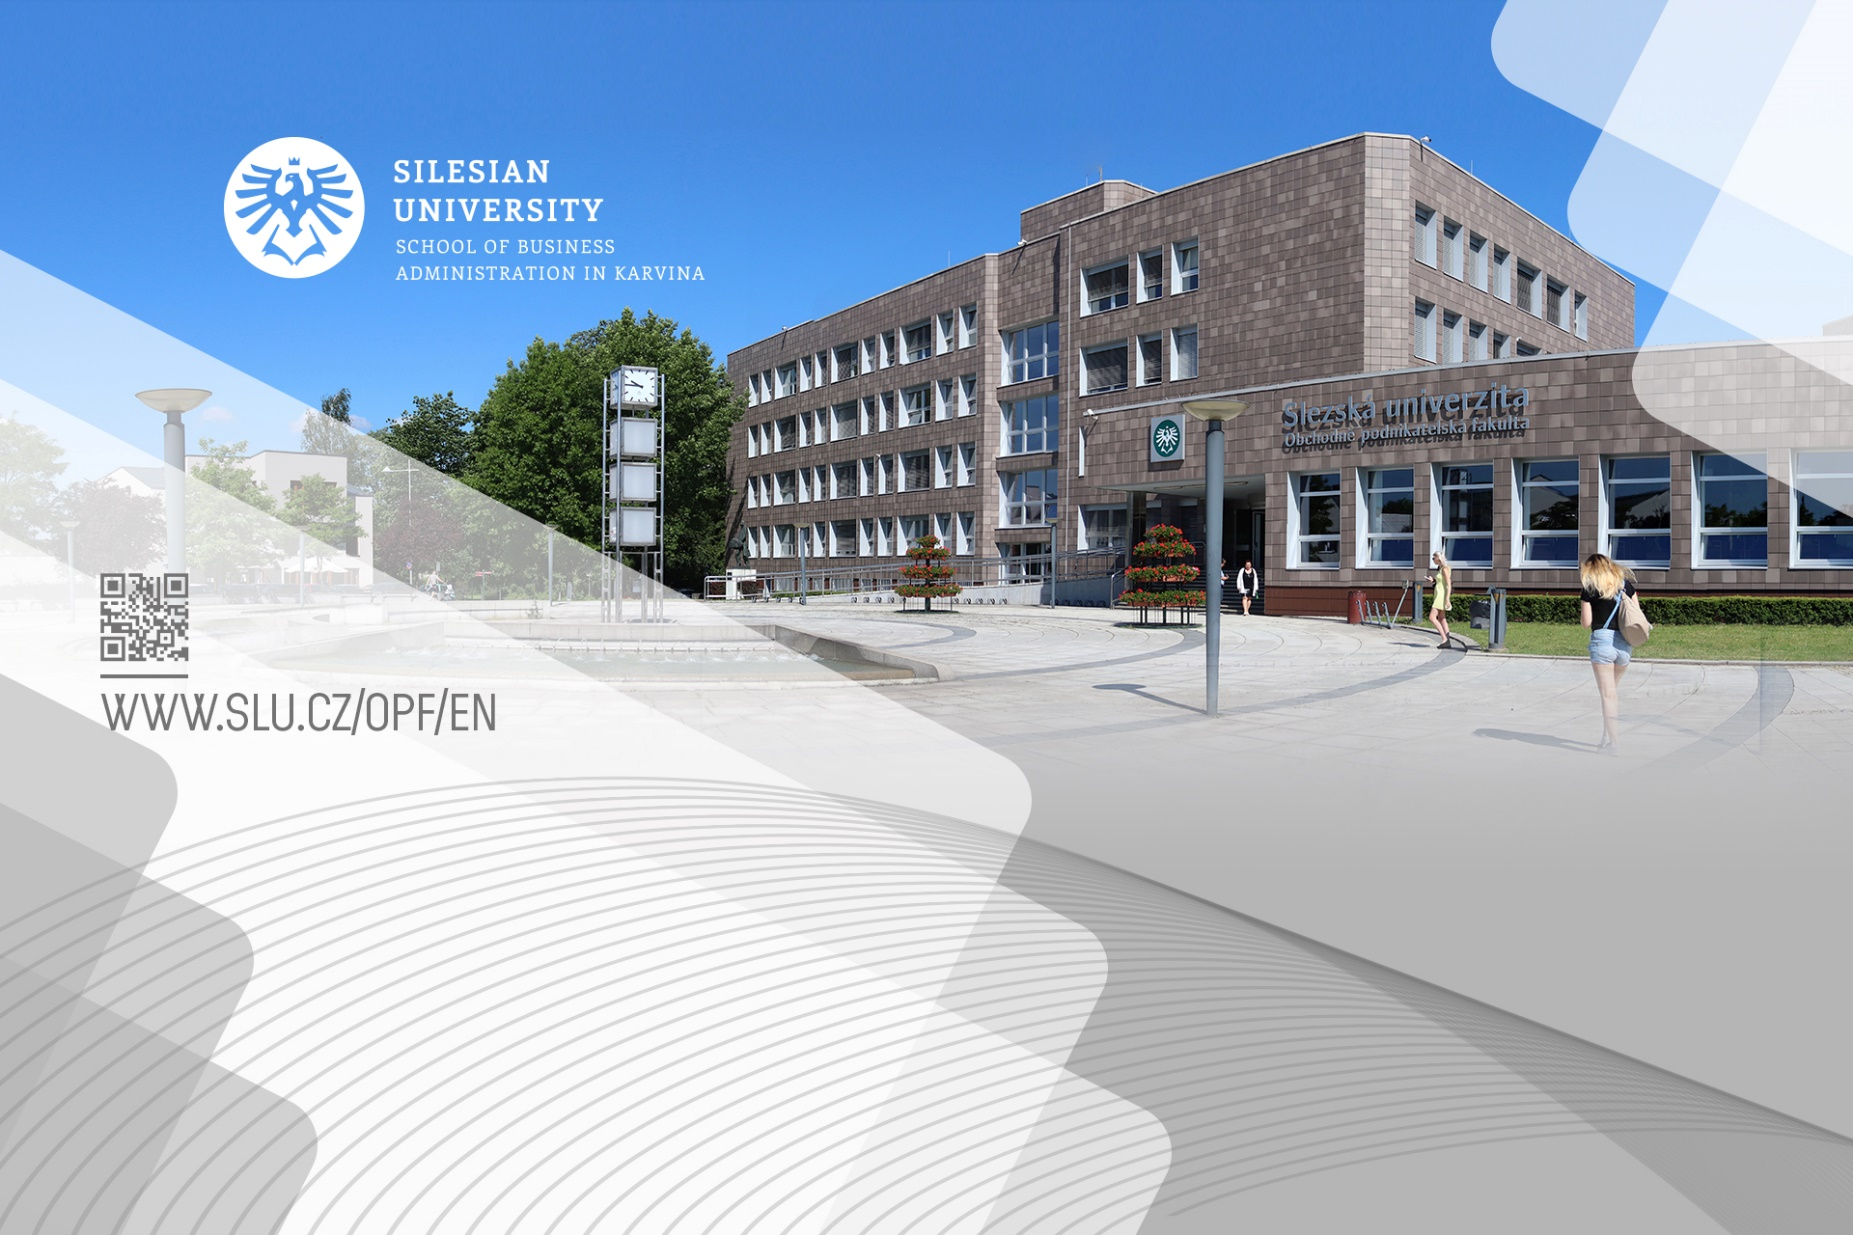 SILESIAN
UNIVERSITY
SCHOOL OF BUSINESS
ADMINISTRATION IN KARVINA
Slezská univerzita
Obchodně podnikatelská fakulta
WWW.SLU.CZ/OPF/EN